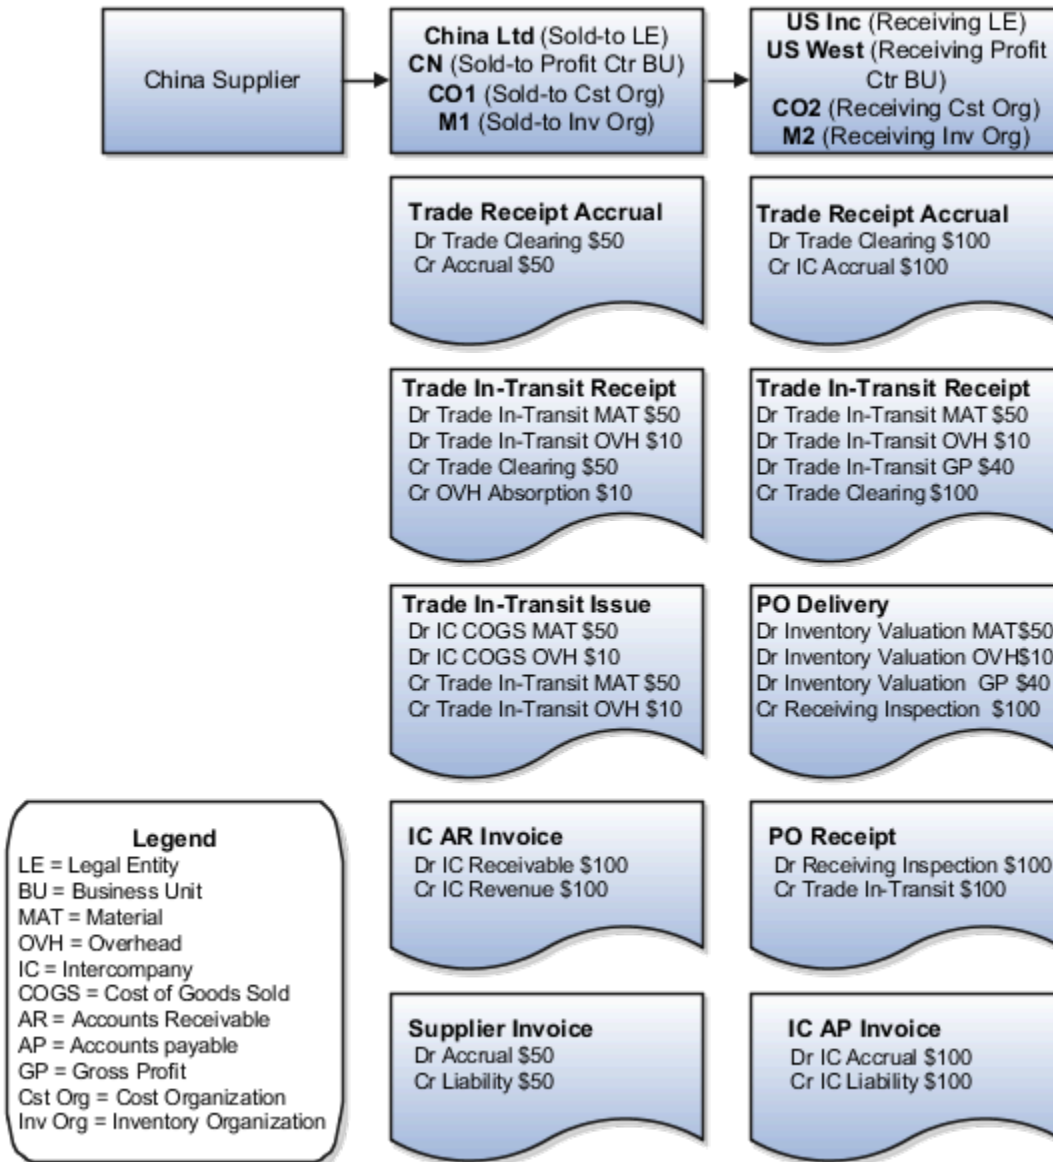 China Supplier
China Ltd (Sold-to LE)
CN (Sold-to Profit Ctr BU)
CO1 (Sold-to Cst Org)
M1 (Sold-to Inv Org)
US Inc (Receiving LE)
US West (Receiving Profit
Ctr BU)
CO2 (Receiving Cst Org)
M2 (Receiving Inv Org)
Trade Receipt Accrual
Dr Trade Clearing $50
Cr Accrual $50
Trade Receipt Accrual
Dr Trade Clearing $100
Cr IC Accrual $100
Trade In-Transit Receipt
Dr Trade In-Transit MAT $50
Dr Trade In-Transit OVH $10
Cr Trade Clearing $50
Cr OVH Absorption $10
Trade In-Transit Receipt
Dr Trade In-Transit MAT $50
Dr Trade In-Transit OVH $10
Dr Trade In-Transit GP $40
Cr Trade Clearing $100
Trade In-Transit Issue
Dr IC COGS MAT $50
Dr IC COGS OVH $10
Cr Trade In-Transit MAT $50
Cr Trade In-Transit OVH $10
PO Delivery
Dr Inventory Valuation MAT$50
Dr Inventory Valuation OVH$10
Dr Inventory Valuation GP $40
Cr Receiving Inspection $100
Legend
LE = Legal Entity
BU = Business Unit
MAT = Material
OVH = Overhead
IC = Intercompany
COGS = Cost of Goods Sold
AR = Accounts Receivable
AP = Accounts payable
GP = Gross Profit
Cst Org = Cost Organization
Inv Org = Inventory Organization
IC AR Invoice
Dr IC Receivable $100
Cr IC Revenue $100
PO Receipt
Dr Receiving Inspection $100
Cr Trade In-Transit $100
Supplier Invoice
Dr Accrual $50
Cr Liability $50
IC AP Invoice
Dr IC Accrual $100
Cr IC Liability $100